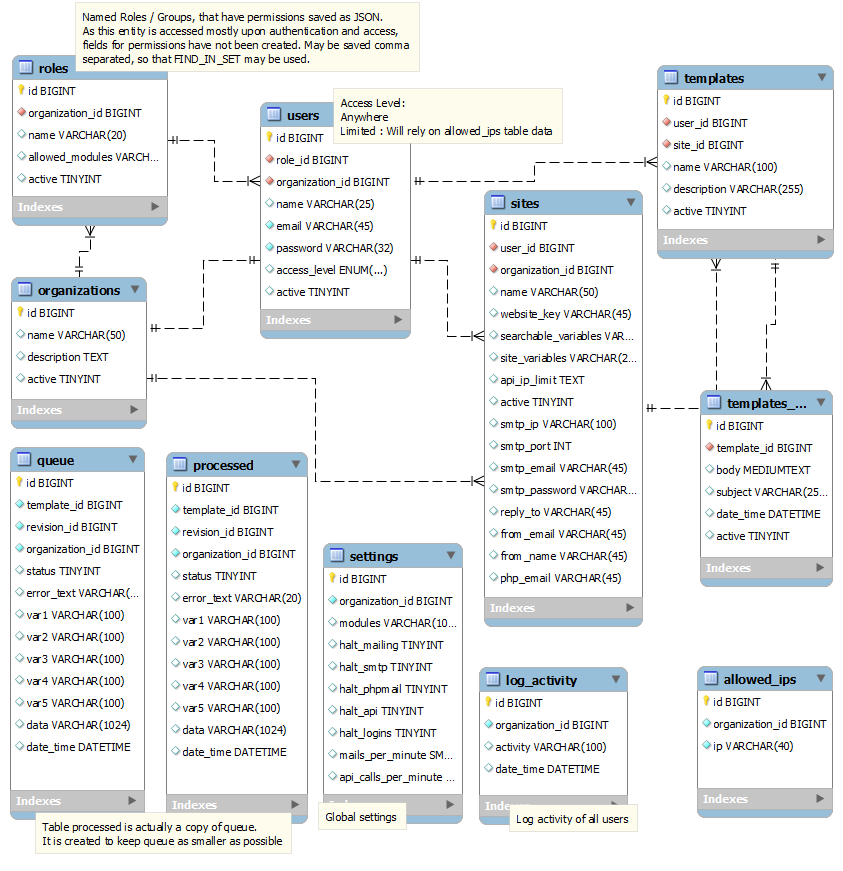 Named Roles / Groups, that have permissions saved as JSON.
As this entity is accessed mostly upon authentication and access,
fields for permissions have not been created. May be saved comma
separated, so that FIND_IN_SET may be used.
roles
id BIGINT
organization_id BIGINT
name VARCHAR(20)
allowed_modules VARCH...
active TINYINT
Indexes
users
Access Level:
Anywhere
Limited : Will rely on allowed_ips table data
id BIGINT
role_id BIGINT
organization_id BIGINT
name VARCHAR(25)
email VARCHAR(45)
password VARCHAR(32)
access_level ENUM(...)
active TINYINT
Indexes
templates
id BIGINT
user_id BIGINT
site_id BIGINT
name VARCHAR(100)
description VARCHAR(255)
active TINYINT
Indexes
sites
id BIGINT
user_id BIGINT
organization_id BIGINT
name VARCHAR(50)
website_key VARCHAR(45)
searchable_variables VAR...
site_variables VARCHAR(2...
api_ip_limit TEXT
active TINYINT
smtp_ip VARCHAR(100)
smtp_port INT
smtp_email VARCHAR(45)
smtp_password VARCHAR...
reply_to VARCHAR(45)
from_email VARCHAR(45)
from_name VARCHAR(45)
php_email VARCHAR(45)
Indexes
organizations
id BIGINT
name VARCHAR(50)
description TEXT
active TINYINT
Indexes
templates_...
id BIGINT
template_id BIGINT
body MEDIUMTEXT
subject VARCHAR(25...
date_time DATETIME
active TINYINT
Indexes
queue
id BIGINT
template_id BIGINT
revision_id BIGINT
organization_id BIGINT
status TINYINT
error_text VARCHAR(...
var1 VARCHAR(100)
var2 VARCHAR(100)
var3 VARCHAR(100)
var4 VARCHAR(100)
var5 VARCHAR(100)
data VARCHAR(1024)
date_time DATETIME
Indexes
processed
id BIGINT
template_id BIGINT
revision_id BIGINT
organization_id BIGINT
status TINYINT
error_text VARCHAR(20)
var1 VARCHAR(100)
var2 VARCHAR(100)
var3 VARCHAR(100)
var4 VARCHAR(100)
var5 VARCHAR(100)
data VARCHAR(1024)
date_time DATETIME
Indexes
Table processed is actually a copy of queue.
It is created to keep queue as smaller as possible
settings
id BIGINT
organization_id BIGINT
modules VARCHAR(10...
halt_mailing TINYINT
halt_smtp TINYINT
halt_phpmail TINYINT
halt_api TINYINT
halt_logins TINYINT
mails_per_minute SM...
api_calls_per_minute ...
Global settings
log_activity
id BIGINT
organization_id BIGINT
activity VARCHAR(100)
date_time DATETIME
Indexes
Log activity of all users
allowed_ips
id BIGINT
organization_id BIGINT
ip VARCHAR(40)
Indexes